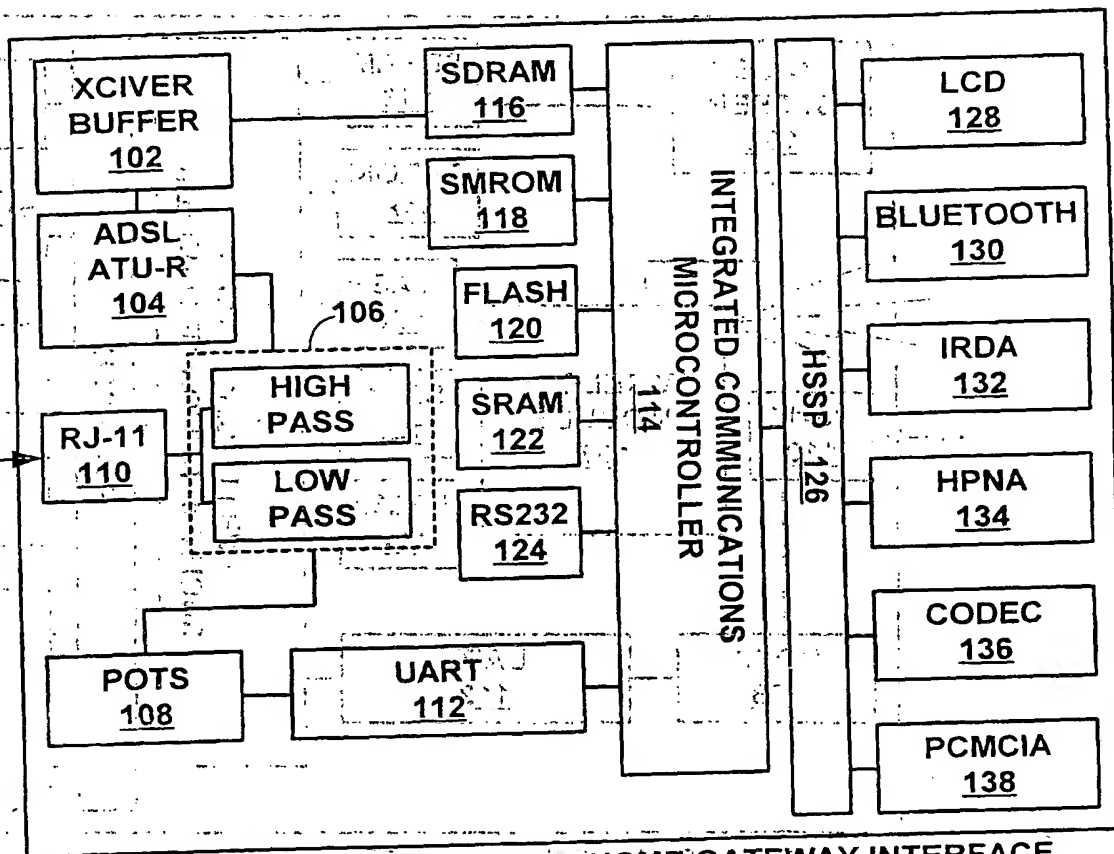 XCIVER
BUFFER
102
ADSL
ATU-R
104
106
HIGH
PASS
LOW
PASS
RJ-11
110
POTS
108
UART
112
SDRAM
116
SMROM
118
FLASH
120
SRAM
122
RS232
124
INTEGRATED COMMUNICATIONS
MICROCONTROLLER
114
HSSP 126
LCD
128
BLUETOOTH
130
IRDA
132
HPNA
134
CODEC
136
PCMCIA
138
HOME GATEWAY INTERFACE